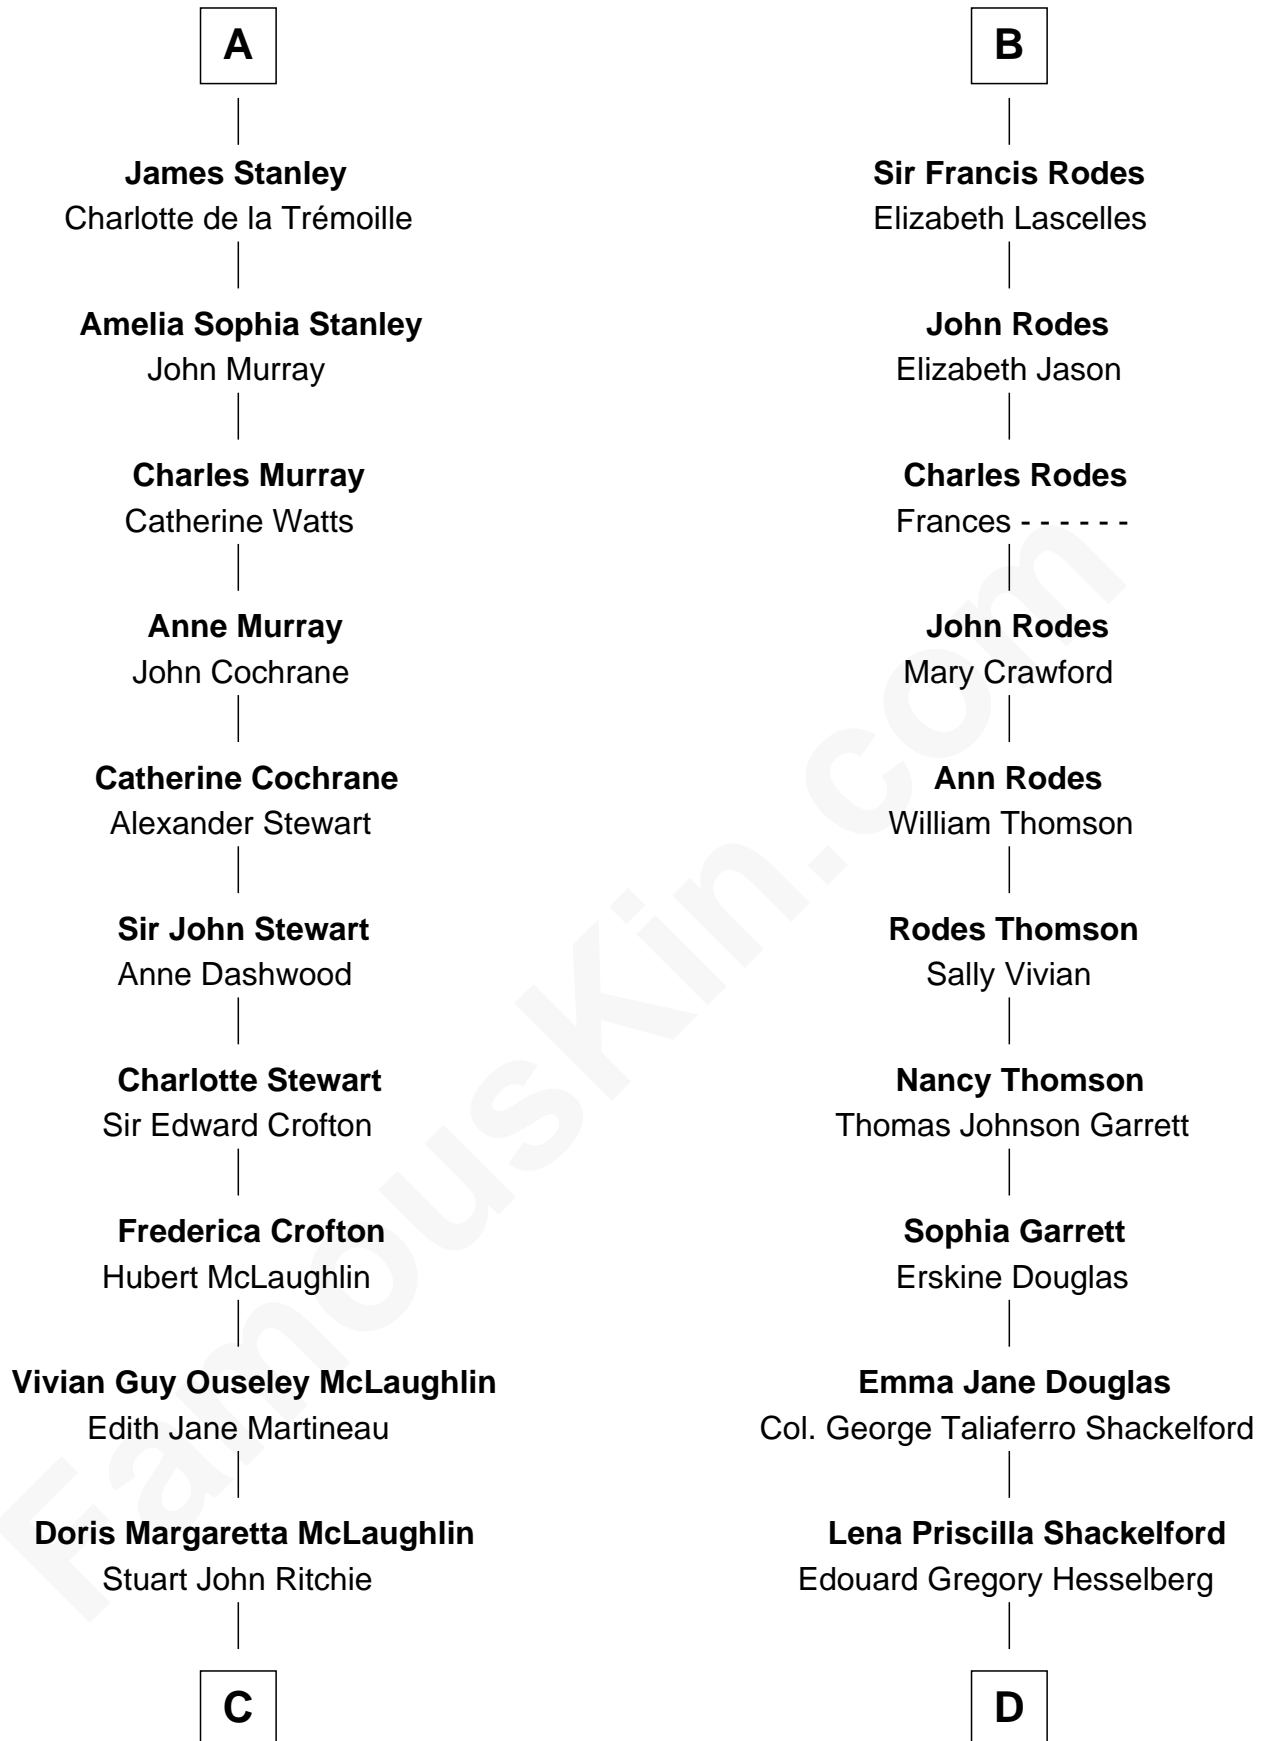 A
James Stanley
Charlotte de la Trémoille
Amelia Sophia Stanley
John Murray
Charles Murray
Catherine Watts
Anne Murray
John Cochrane
Catherine Cochrane
Alexander Stewart
Sir John Stewart
Anne Dashwood
Charlotte Stewart
Sir Edward Crofton
Frederica Crofton
Hubert McLaughlin
Vivian Guy Ouseley McLaughlin
Edith Jane Martineau
Doris Margaretta McLaughlin
Stuart John Ritchie
C
B
Sir Francis Rodes
Elizabeth Lascelles
John Rodes
Elizabeth Jason
Charles Rodes
Frances - - - - - -
John Rodes
Mary Crawford
Ann Rodes
William Thomson
Rodes Thomson
Sally Vivian
Nancy Thomson
Thomas Johnson Garrett
Sophia Garrett
Erskine Douglas
Emma Jane Douglas
Col. George Taliaferro Shackelford
Lena Priscilla Shackelford
Edouard Gregory Hesselberg
D
FamousKin.com